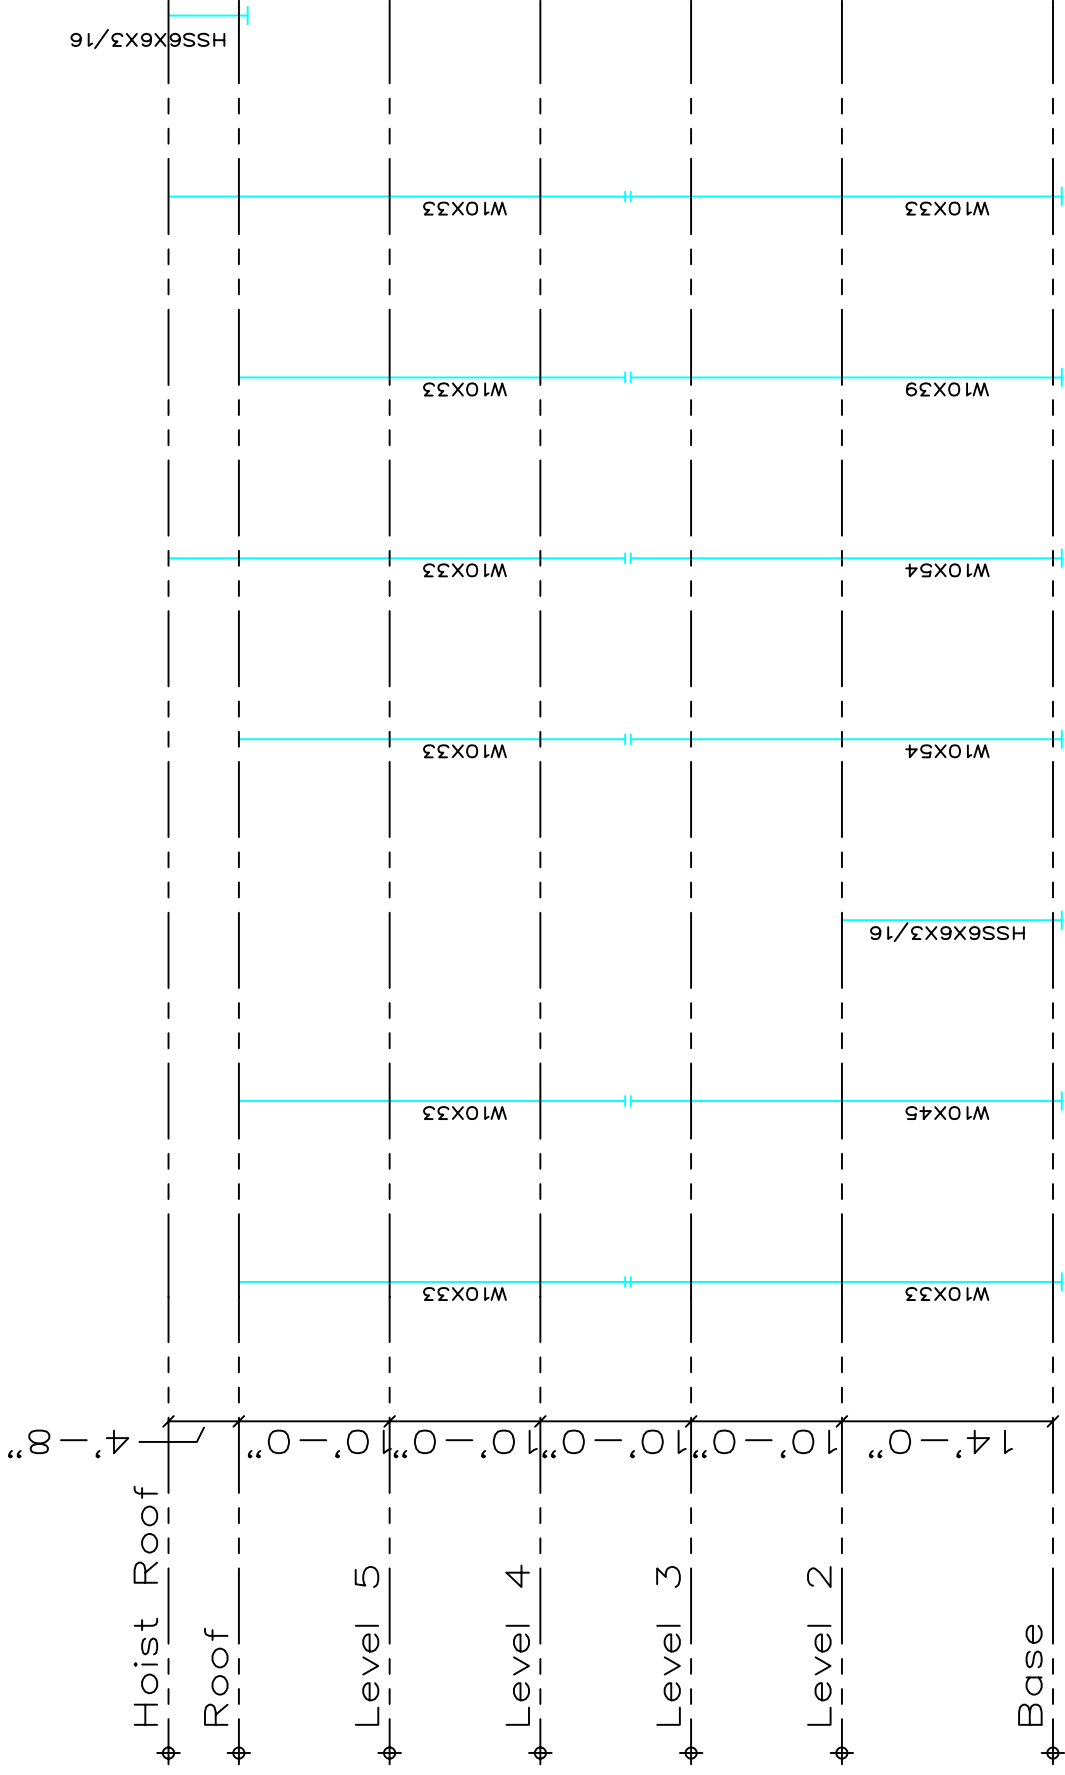 HSS6X6X3/16
W10X33
W10X33
W10X33
W10X39
W10X33
W10X54
W10X33
W10X54
HSS6X6X3/16
W10X33
W10X45
W10X33
W10X33
4'-8"
10'-0"
10'-0"
10'-0"
10'-0"
14'-0"
Hoist Roof
Roof
Level 5
Level 4
Level 3
Level 2
Base